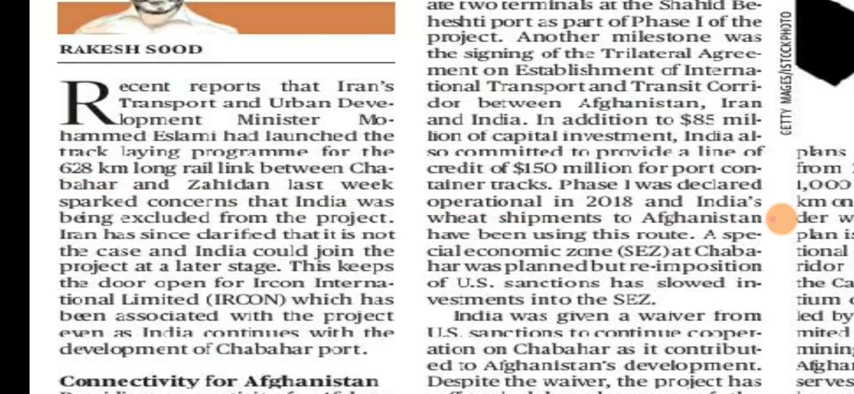 RAKESH SOOD
Recent reports that Iran's
Transport and Urban Deve-
lopment Minister Mo-
hammed Eslami had launched the
track laying programme for the
628 km long rail link between Cha-
bahar and Zahidan last week
sparked concerns that India was
being excluded from the project.
Iran has since clarified that it is not
the case and India could join the
project at a later stage. This keeps
the door open for Ircon Interna-
tional Limited (IRCON) which has
been associated with the project
even as India continues with the
development of Chabahar port.
Connectivity for Afghanistan
ate two terminals at the Shahid Be-
heshti port as part of Phase I of the
project. Another milestone was
the signing of the Trilateral Agree-
ment on Establishment of Interna-
tional Transport and Transit Corri-
dor between Afghanistan, Iran
and India. In addition to $85 mil-
lion of capital investment, India al-
so committed to provide a line of
credit of $150 million for port con-
tainer tracks. Phase I was declared
operational in 2018 and India's
wheat shipments to Afghanistan
have been using this route. A spe-
cial economic zone (SEZ) at Chaba-
har was planned but re-imposition
of U.S. sanctions has slowed in-
vestments into the SEZ.
India was given a waiver from
U.S. sanctions to continue cooper-
ation on Chabahar as it contribut-
ed to Afghanistan's development.
Despite the waiver, the project has
GETTY IMAGES/ISTOCKPHOTO
plans
from
1,000
km on
der w
plan is
tional
ridor
the Ca
tium
led by
mited
mining
Afghan
serves